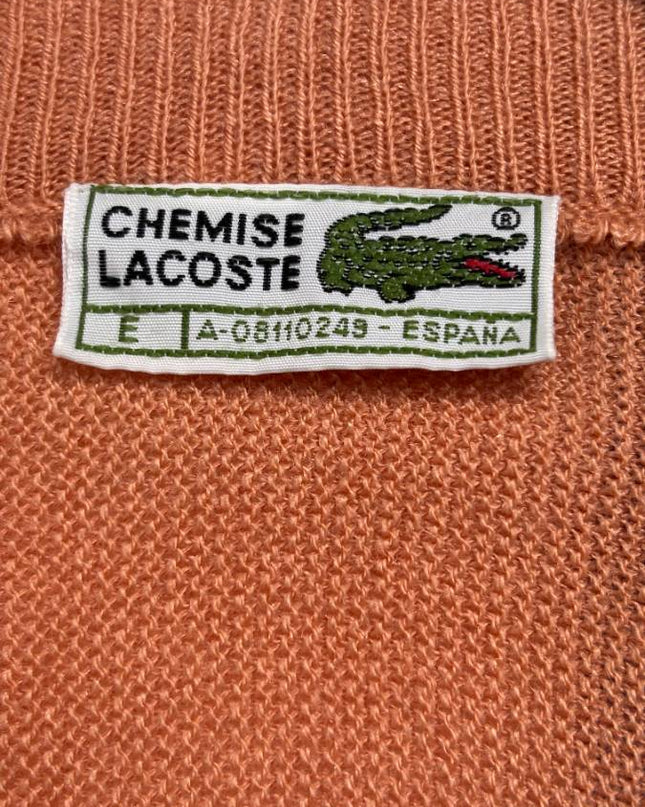 CHEMISE
LACOSTE
®
E A-08110249 - ESPAÑA